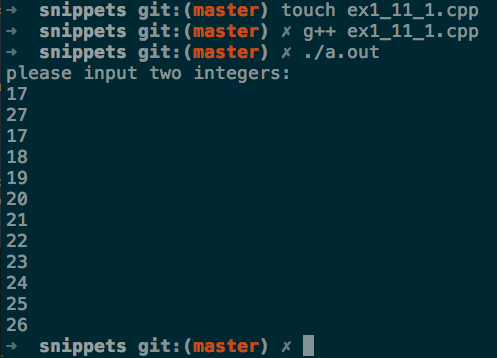 ➜  snippets git:(master) touch ex1_11_1.cpp
➜  snippets git:(master) ✗ g++ ex1_11_1.cpp
➜  snippets git:(master) ✗ ./a.out
please input two integers:
17
27
17
18
19
20
21
22
23
24
25
26
➜  snippets git:(master) ✗